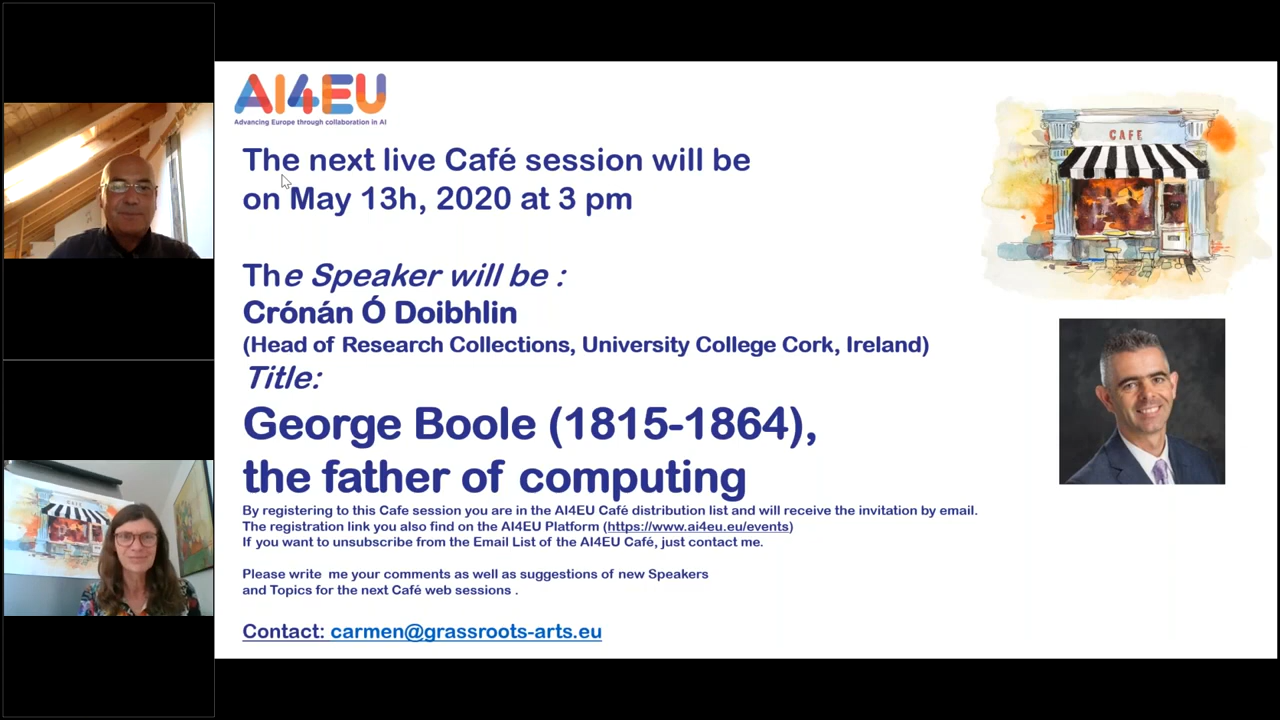 AI4EU
Advancing Europe through collaboration in AI
CAFE
The next live Café session will be
on May 13h, 2020 at 3 pm
The Speaker will be :
Crónán Ó Doibhlin
(Head of Research Collections, University College Cork, Ireland)
Title:
George Boole (1815-1864),
the father of computing
By registering to this Cafe session you are in the AI4EU Café distribution list and will receive the invitation by email.
The registration link you also find on the AI4EU Platform (https://www.ai4eu.eu/events)
If you want to unsubscribe from the Email List of the AI4EU Café, just contact me.
Please write me your comments as well as suggestions of new Speakers
and Topics for the next Café web sessions .
Contact: carmen@grassroots-arts.eu
CAFE